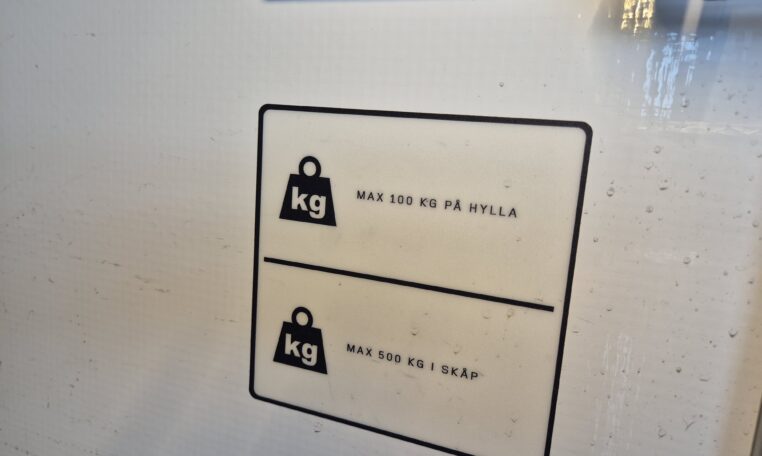 kg
MAX 100 KG PÅ HYLLA
kg
MAX 500 KG I SKÅP